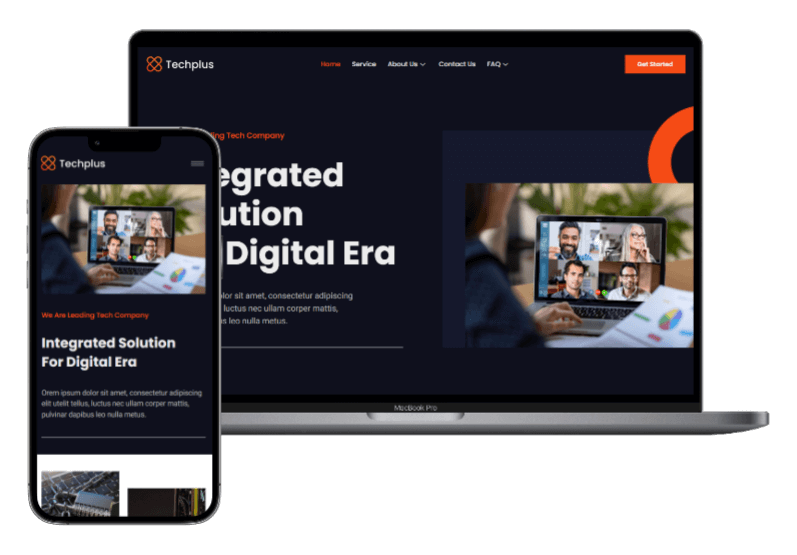 Techplus
Home Service About Us Contact Us FAQ
Get Started
ng Tech Company
egrated
ution
Digital Era
olor sit amet, consectetur adipiscing
, luctus nec ullam corper mattis,
us leo nulla metus.
MacBook Pro
Techplus
We Are Leading Tech Company
Integrated Solution
For Digital Era
Orem ipsum dolor sit amet, consectetur adipiscing
elit utelit tellus, luctus nec ullam corper mattis,
pulvinar dapibus leo nulla metus.